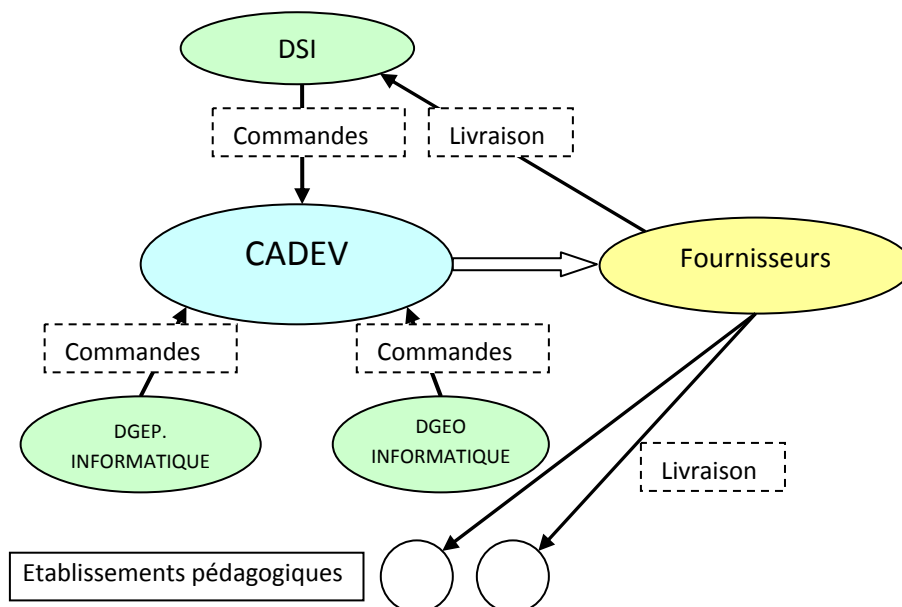 DSI
Commandes
Livraison
CADEV
Fournisseurs
Commandes
Commandes
DGEP.
INFORMATIQUE
DGEO
INFORMATIQUE
Livraison
Etablissements pédagogiques